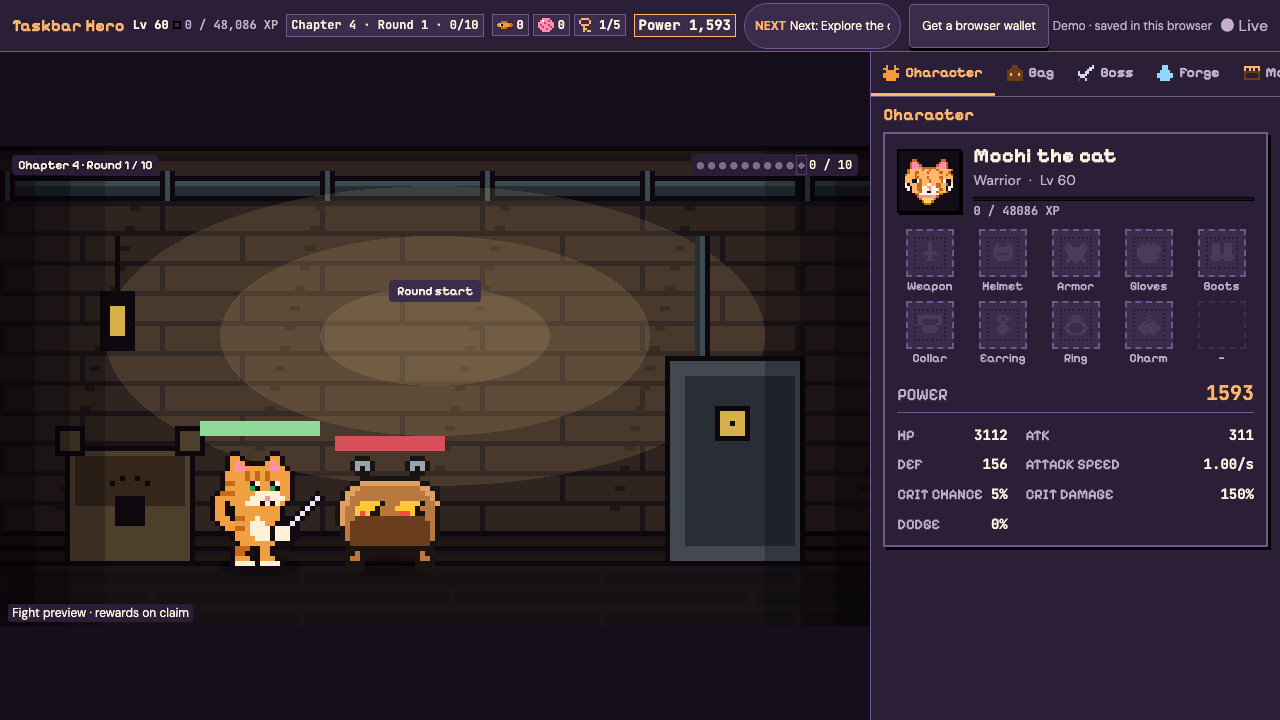 Taskbar Hero Lv 60 0 / 48,086 XP Chapter 4 · Round 1 · 0/10 0 0 1/5 Power 1,593 NEXT Next: Explore the Get a browser wallet Demo · saved in this browser Live
Character Bag Boss Forge
Character
Mochi the cat
Warrior · Lv 60
0 / 48086 XP
Weapon Helmet Armor Gloves Boots
Collar Earring Ring Charm -
POWER 1593
HP 3112 ATK 311
DEF 156 ATTACK SPEED 1.00/s
CRIT CHANCE 5% CRIT DAMAGE 150%
DODGE 0%
Chapter 4 · Round 1 / 10
0 / 10
Round start
Fight preview · rewards on claim